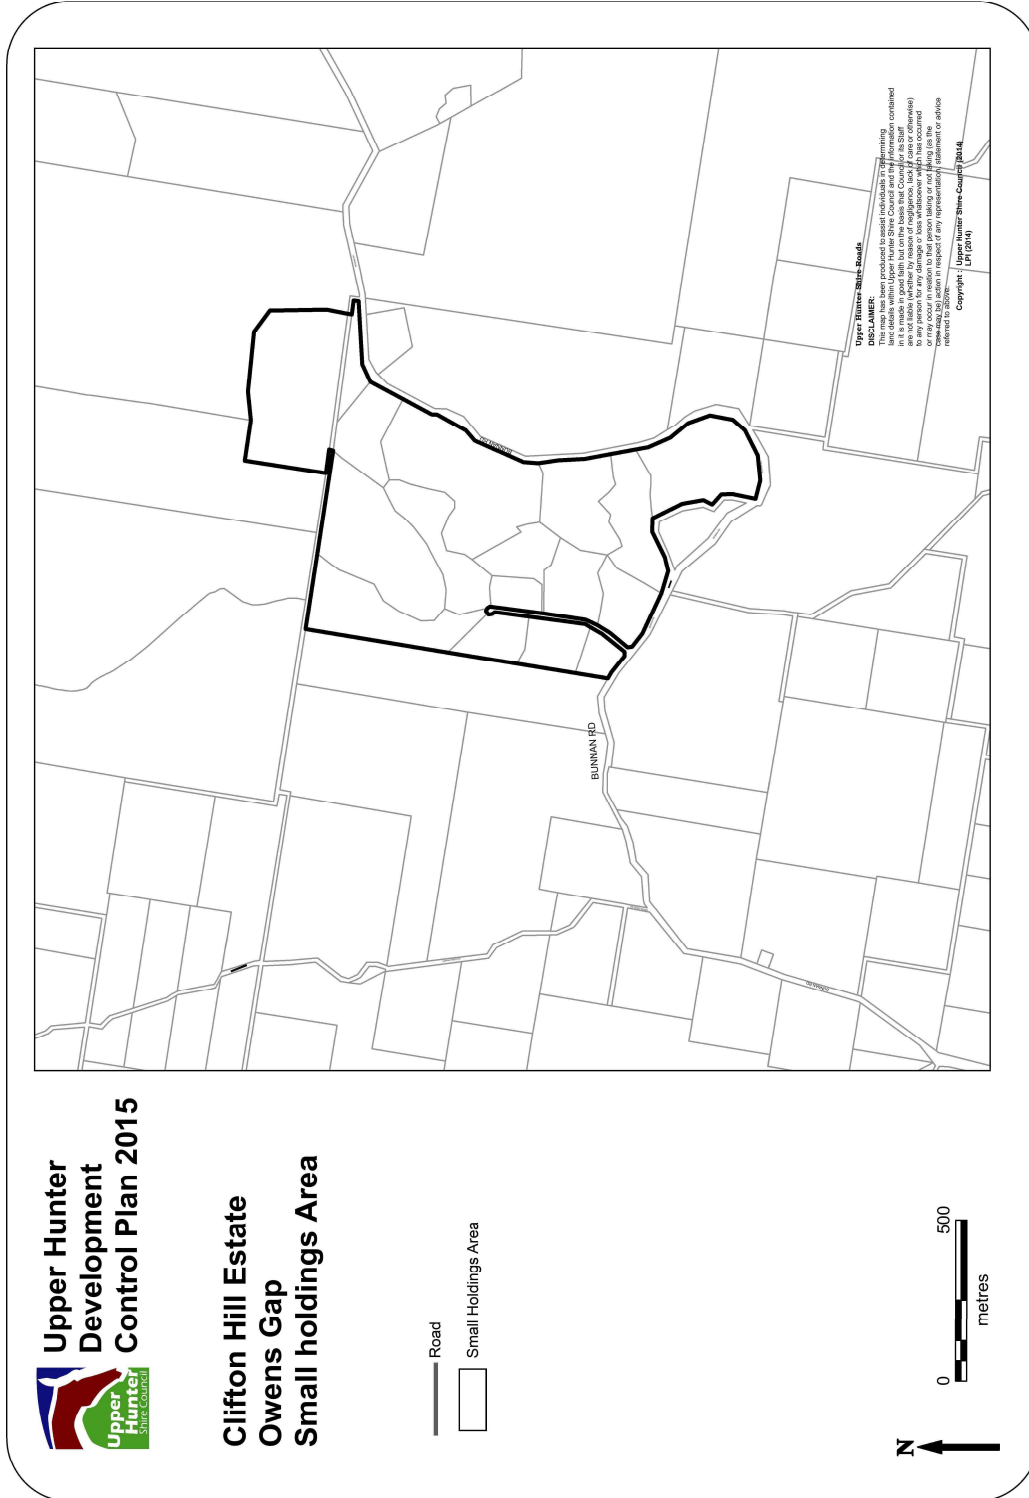 Upper Hunter
Development
Control Plan 2015
Upper
Hunter
Shire Council
Clifton Hill Estate
Owens Gap
Small holdings Area
Road
Small Holdings Area
0
500
metres
N
BUNNAN RD
Upper Hunter Shire Roads
DISCLAIMER:
This map has been produced to assist individuals in determining
land details within Upper Hunter Shire Council and the information contained
in it is made in good faith but on the basis that Council or its Staff
are not liable (whether by reason of negligence, lack of care or otherwise)
to any person for any damage or loss whatsoever which has occurred
or may occur in relation to that person taking or not taking (as the
case may be) action in respect of any representation, statement or advice
referred to above.
Copyright : Upper Hunter Shire Council (2014)
LPI (2014)